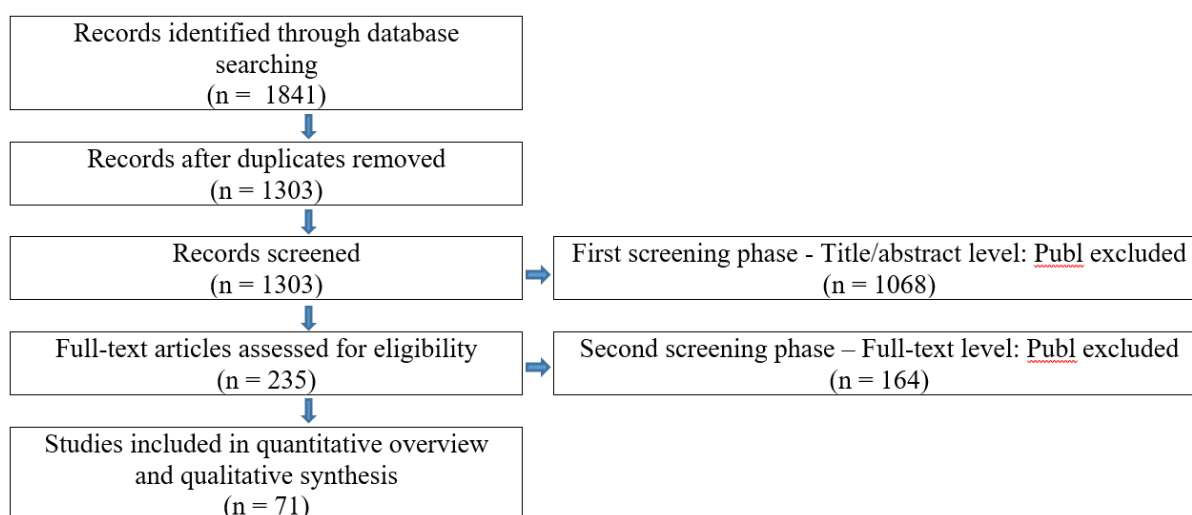 Records identified through database
searching
(n =  1841)
Records after duplicates removed
(n = 1303)
Records screened
(n = 1303)
First screening phase - Title/abstract level: Publ excluded
(n = 1068)
Full-text articles assessed for eligibility
(n = 235)
Second screening phase – Full-text level: Publ excluded
(n = 164)
Studies included in quantitative overview
and qualitative synthesis
(n = 71)